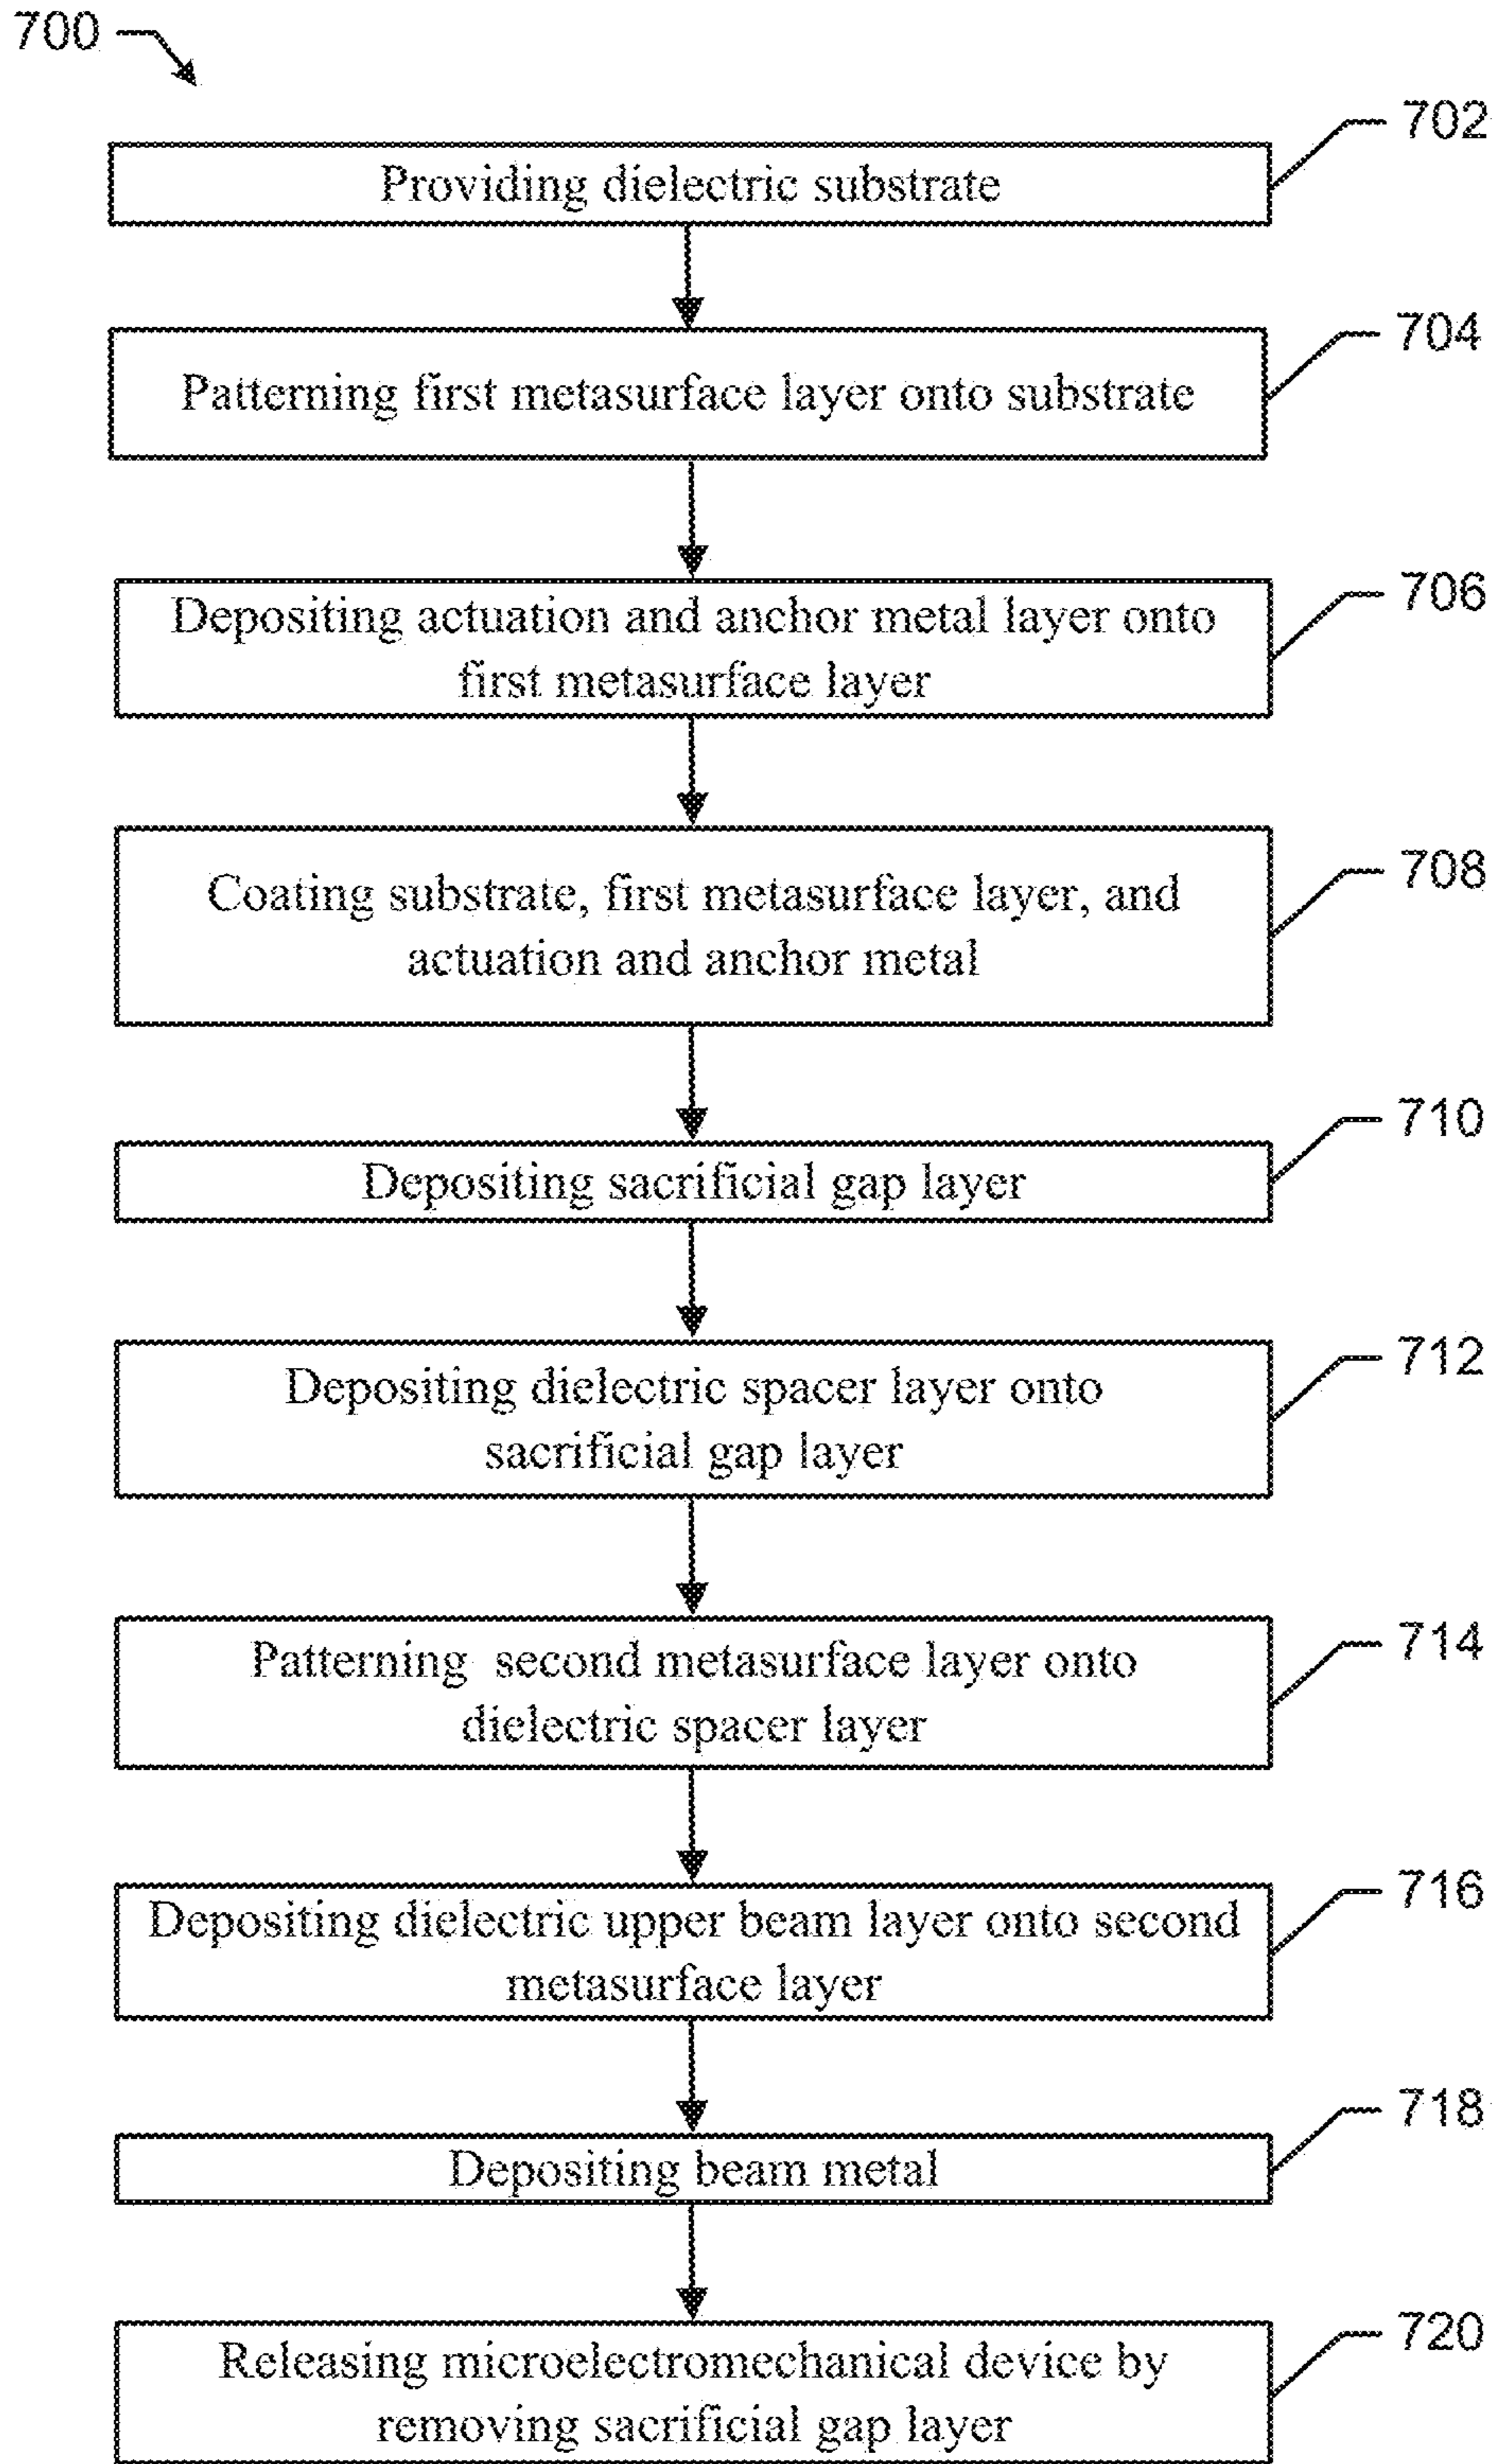 700
702
Providing dielectric substrate
704
Patterning first metasurface layer onto substrate
706
Depositing actuation and anchor metal layer onto
first metasurface layer
708
Coating substrate, first metasurface layer, and
actuation and anchor metal
710
Depositing sacrificial gap layer
712
Depositing dielectric spacer layer onto
sacrificial gap layer
714
Patterning second metasurface layer onto
dielectric spacer layer
716
Depositing dielectric upper beam layer onto second
metasurface layer
718
Depositing beam metal
720
Releasing microelectromechanical device by
removing sacrificial gap layer